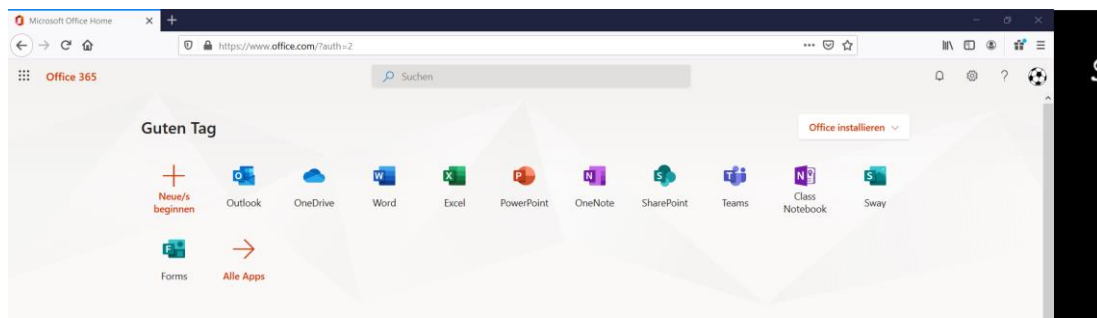 Microsoft Office Home
https://www.office.com/?auth=2
Office 365
Suchen
?
Guten Tag
Office installieren
Neue/s
beginnen
Outlook
OneDrive
Word
Excel
PowerPoint
OneNote
SharePoint
Teams
Class
Notebook
Sway
Forms
Alle Apps
S